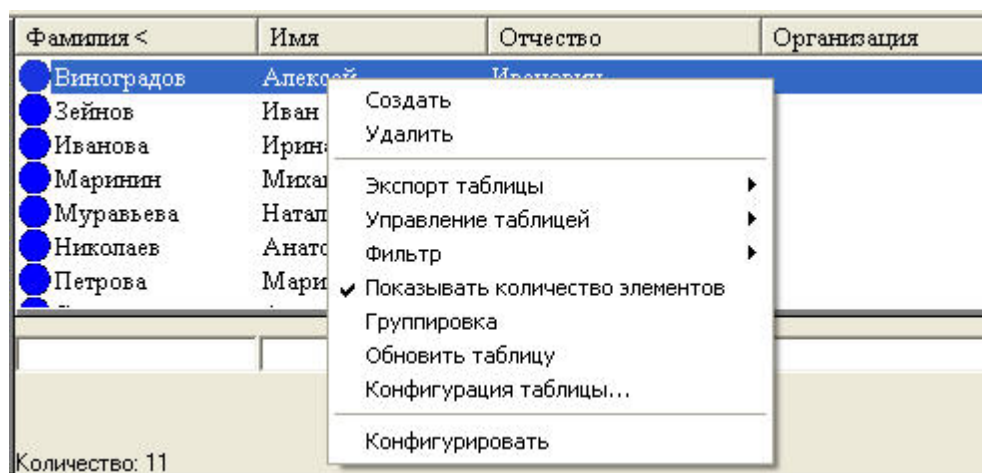 Фамилия < Имя Отчество Организация
Виноградов Алексей Иванович
Зейнов Иван
Иванова
Маринин
Муравьева
Николаев
Петрова
Создать
Удалить
Экспорт таблицы
Управление таблицей
Фильтр
Показывать количество элементов
Группировка
Обновить таблицу
Конфигурация таблицы...
Конфигурировать
Количество: 11